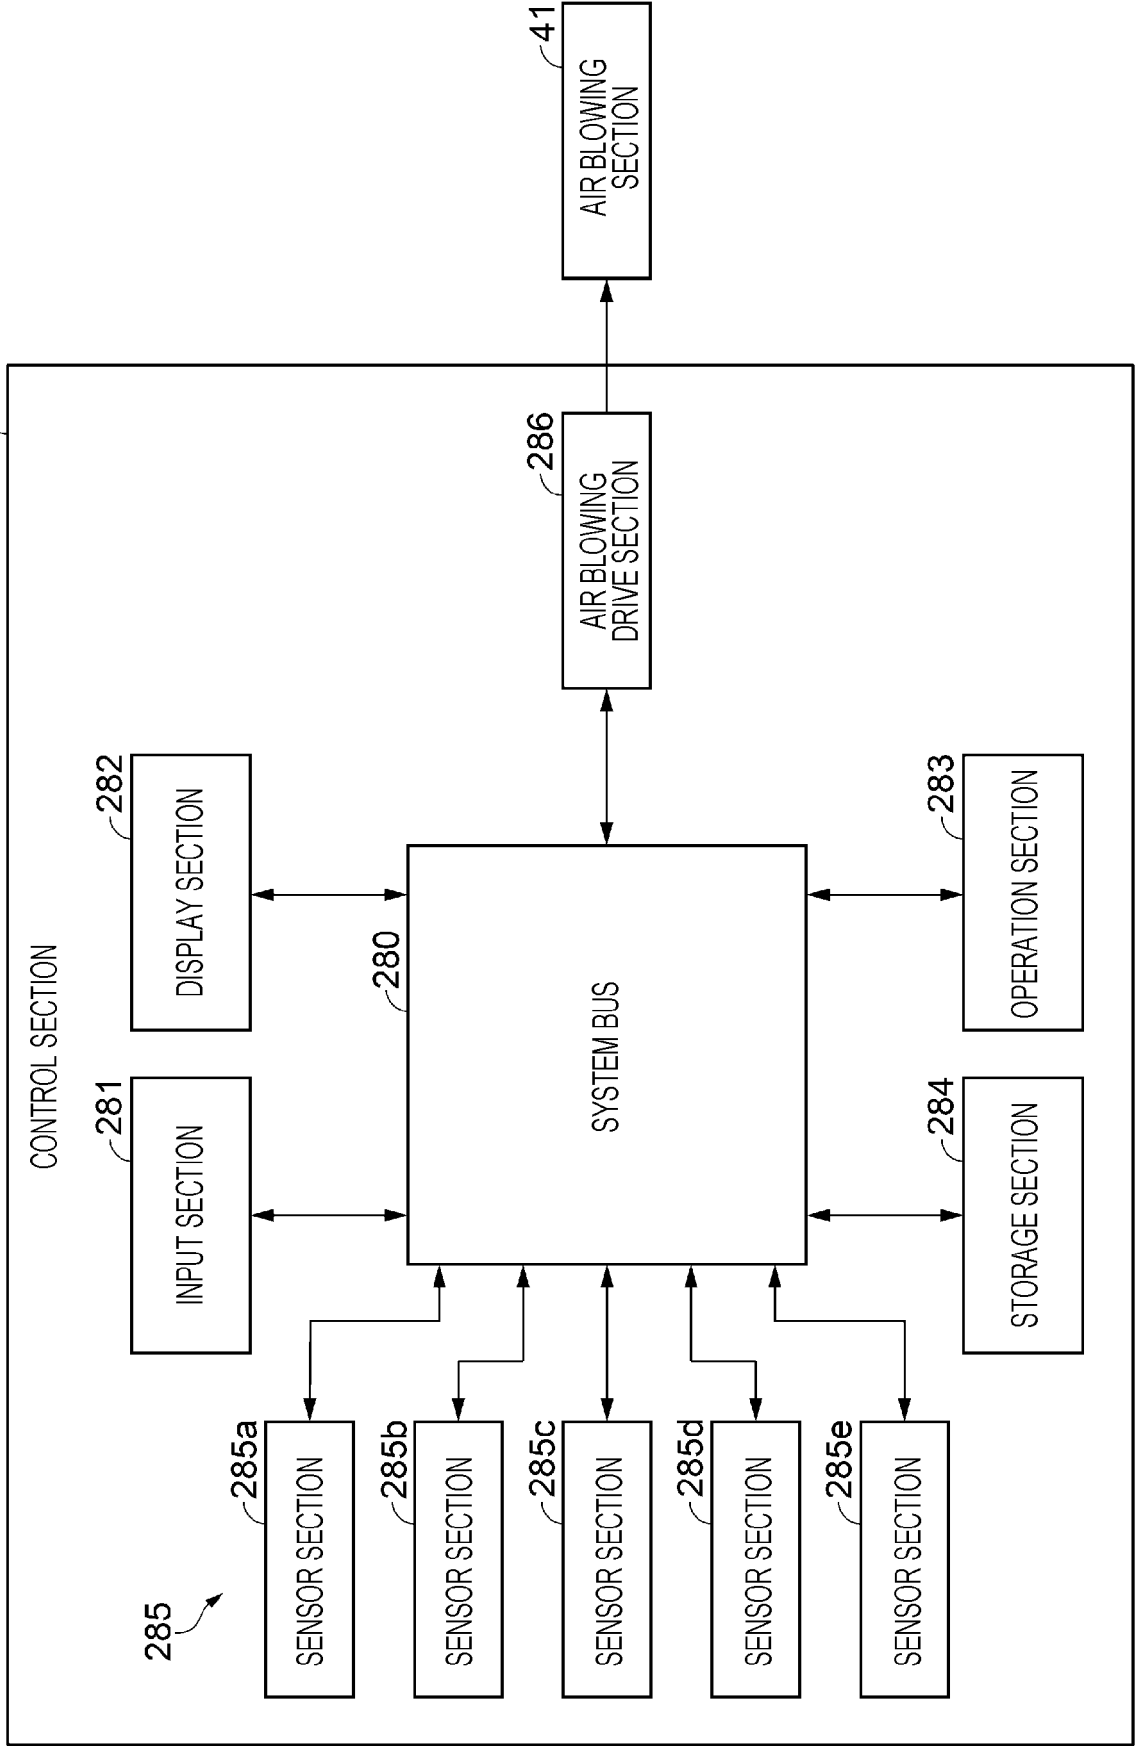 CONTROL SECTION
285
285a
SENSOR SECTION
285b
SENSOR SECTION
285c
SENSOR SECTION
285d
SENSOR SECTION
285e
SENSOR SECTION
281
INPUT SECTION
282
DISPLAY SECTION
280
SYSTEM BUS
284
STORAGE SECTION
283
OPERATION SECTION
286
AIR BLOWING
DRIVE SECTION
41
AIR BLOWING
SECTION